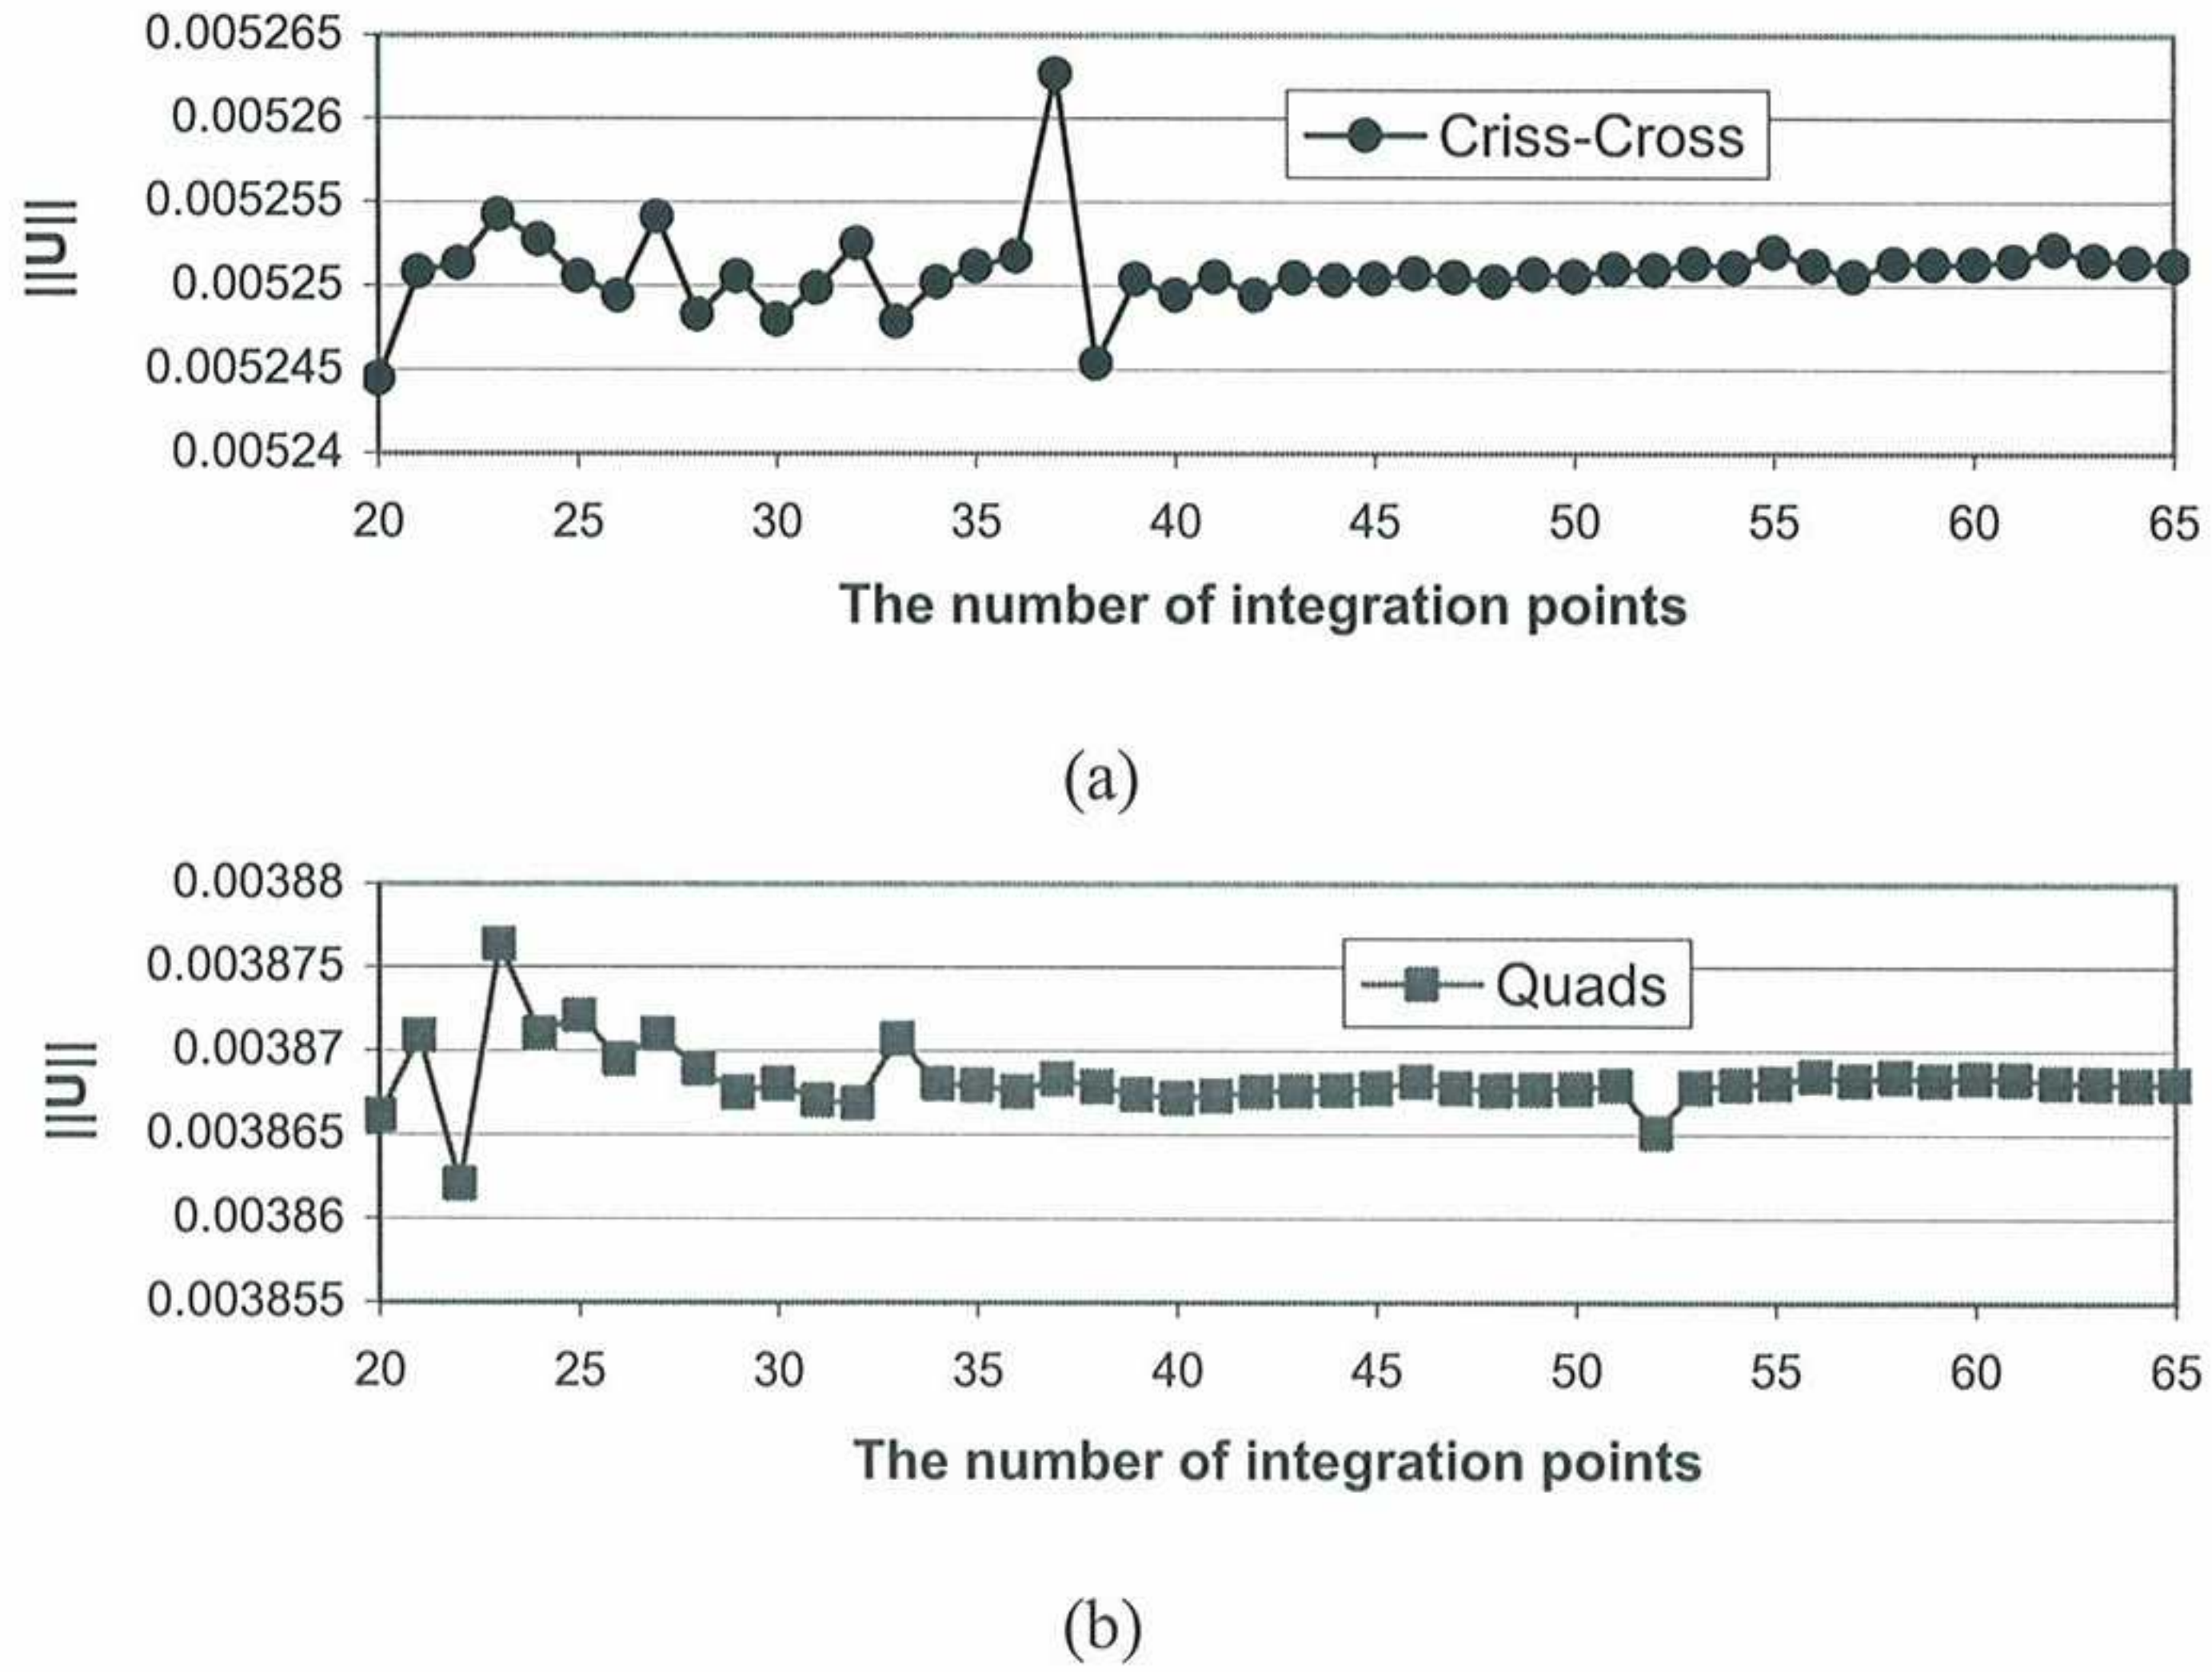 0.005265
0.00526
0.005255
0.00525
0.005245
0.00524
||U||
Criss-Cross
20 25 30 35 40 45 50 55 60 65
The number of integration points
(a)
0.00388
0.003875
0.00387
0.003865
0.00386
0.003855
||U||
Quads
20 25 30 35 40 45 50 55 60 65
The number of integration points
(b)